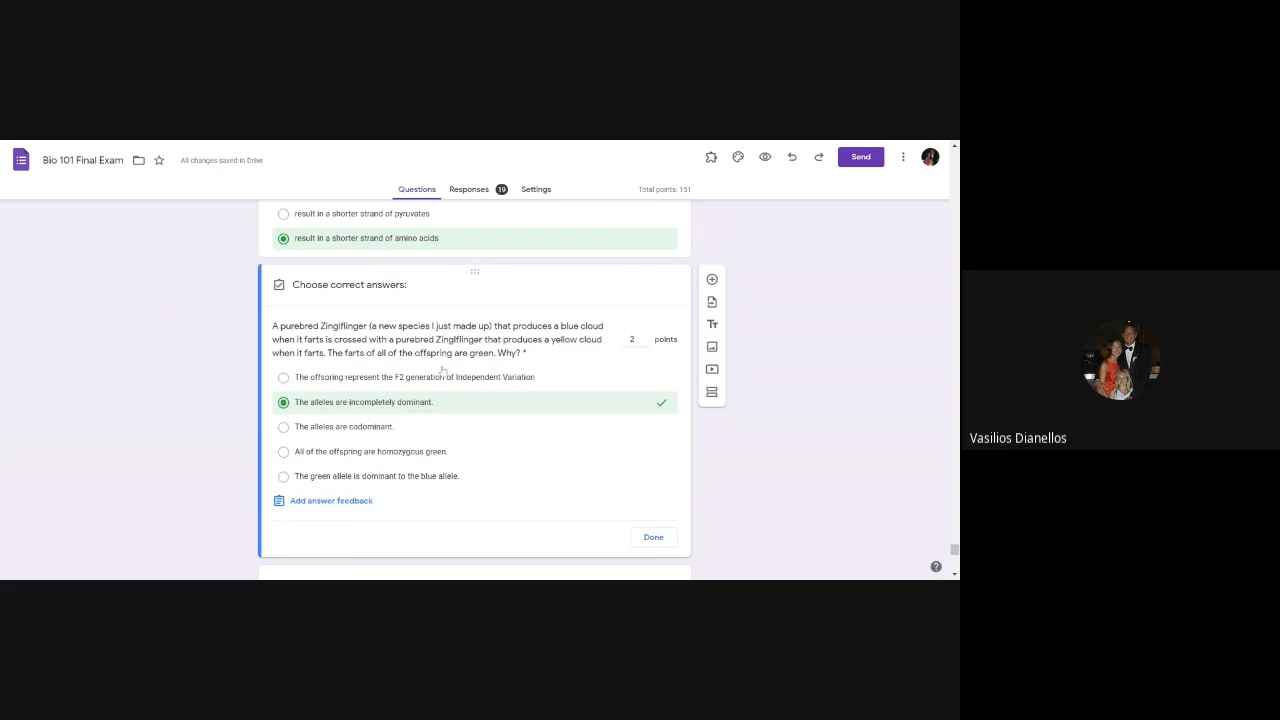 Bio 101 Final Exam
All changes saved in Drive
Send
Questions
Responses 19
Settings
Total points: 151
result in a shorter strand of pyruvates
result in a shorter strand of amino acids
Choose correct answers:
A purebred Zinglflinger (a new species I just made up) that produces a blue cloud
when it farts is crossed with a purebred Zinglflinger that produces a yellow cloud
when it farts. The farts of all of the offspring are green. Why? *
2 points
The offspring represent the F2 generation of Independent Variation
The alleles are incompletely dominant.
The alleles are codominant.
All of the offspring are homozygous green.
The green allele is dominant to the blue allele.
Add answer feedback
Done
Tт
?
Vasilios Dianellos